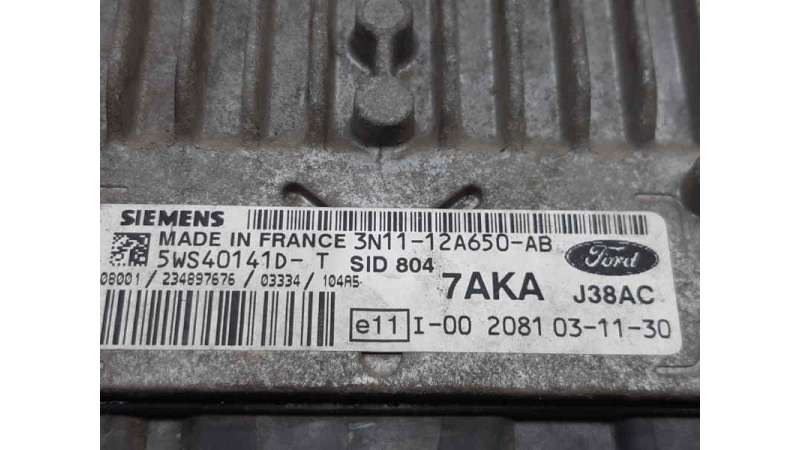 SIEMENS
MADE IN FRANCE 3N11-12A650-AB
5WS40141D- T SID 804
Ford
08001 / 234897676 / 03334 / 104A5
7AKA J38AC
e11 I-00 2081 03-11-30